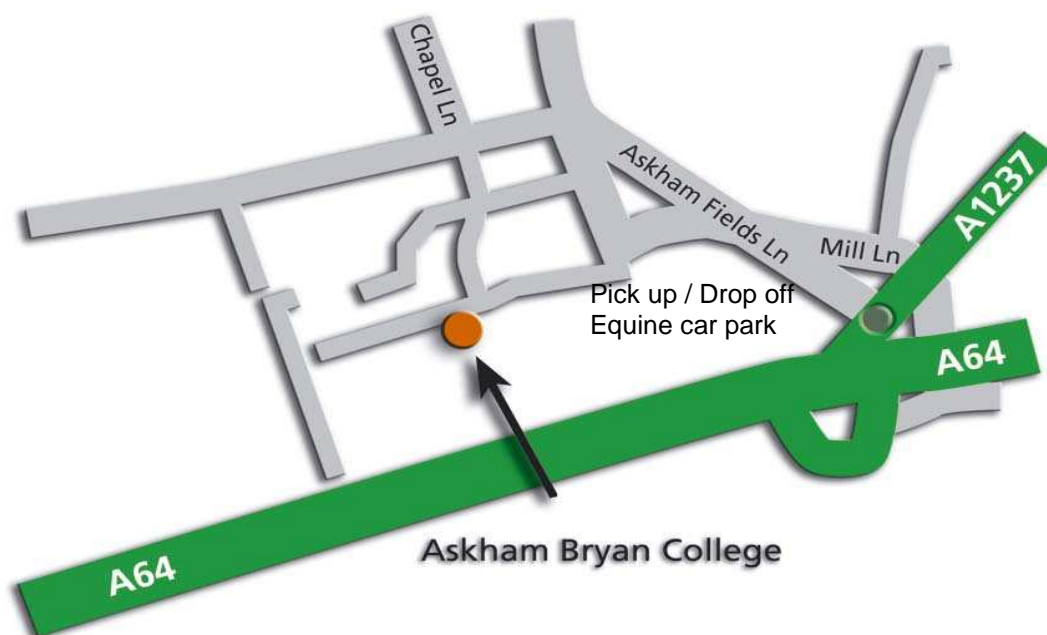 Chapel Ln
Askham Fields Ln
A1237
Mill Ln
Pick up / Drop off
Equine car park
A64
A64
Askham Bryan College